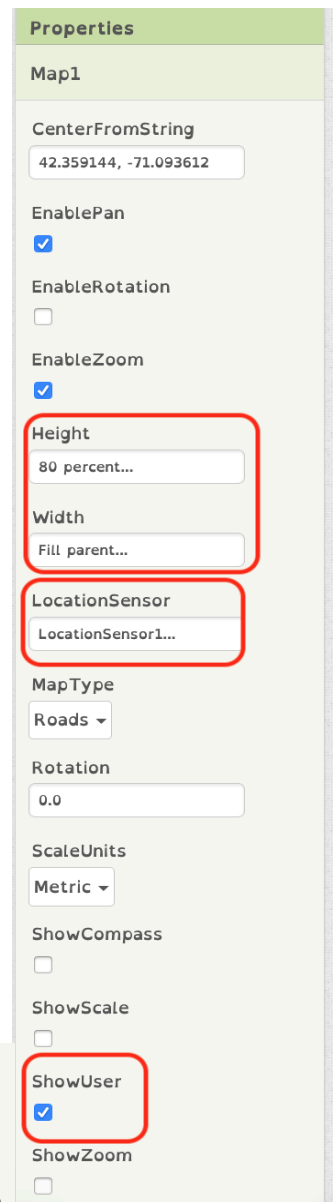 Properties
Map1
CenterFromString
42.359144, -71.093612
EnablePan
EnableRotation
EnableZoom
Height
80 percent...
Width
Fill parent...
LocationSensor
LocationSensor1...
MapType
Roads
Rotation
0.0
ScaleUnits
Metric
ShowCompass
ShowScale
ShowUser
ShowZoom